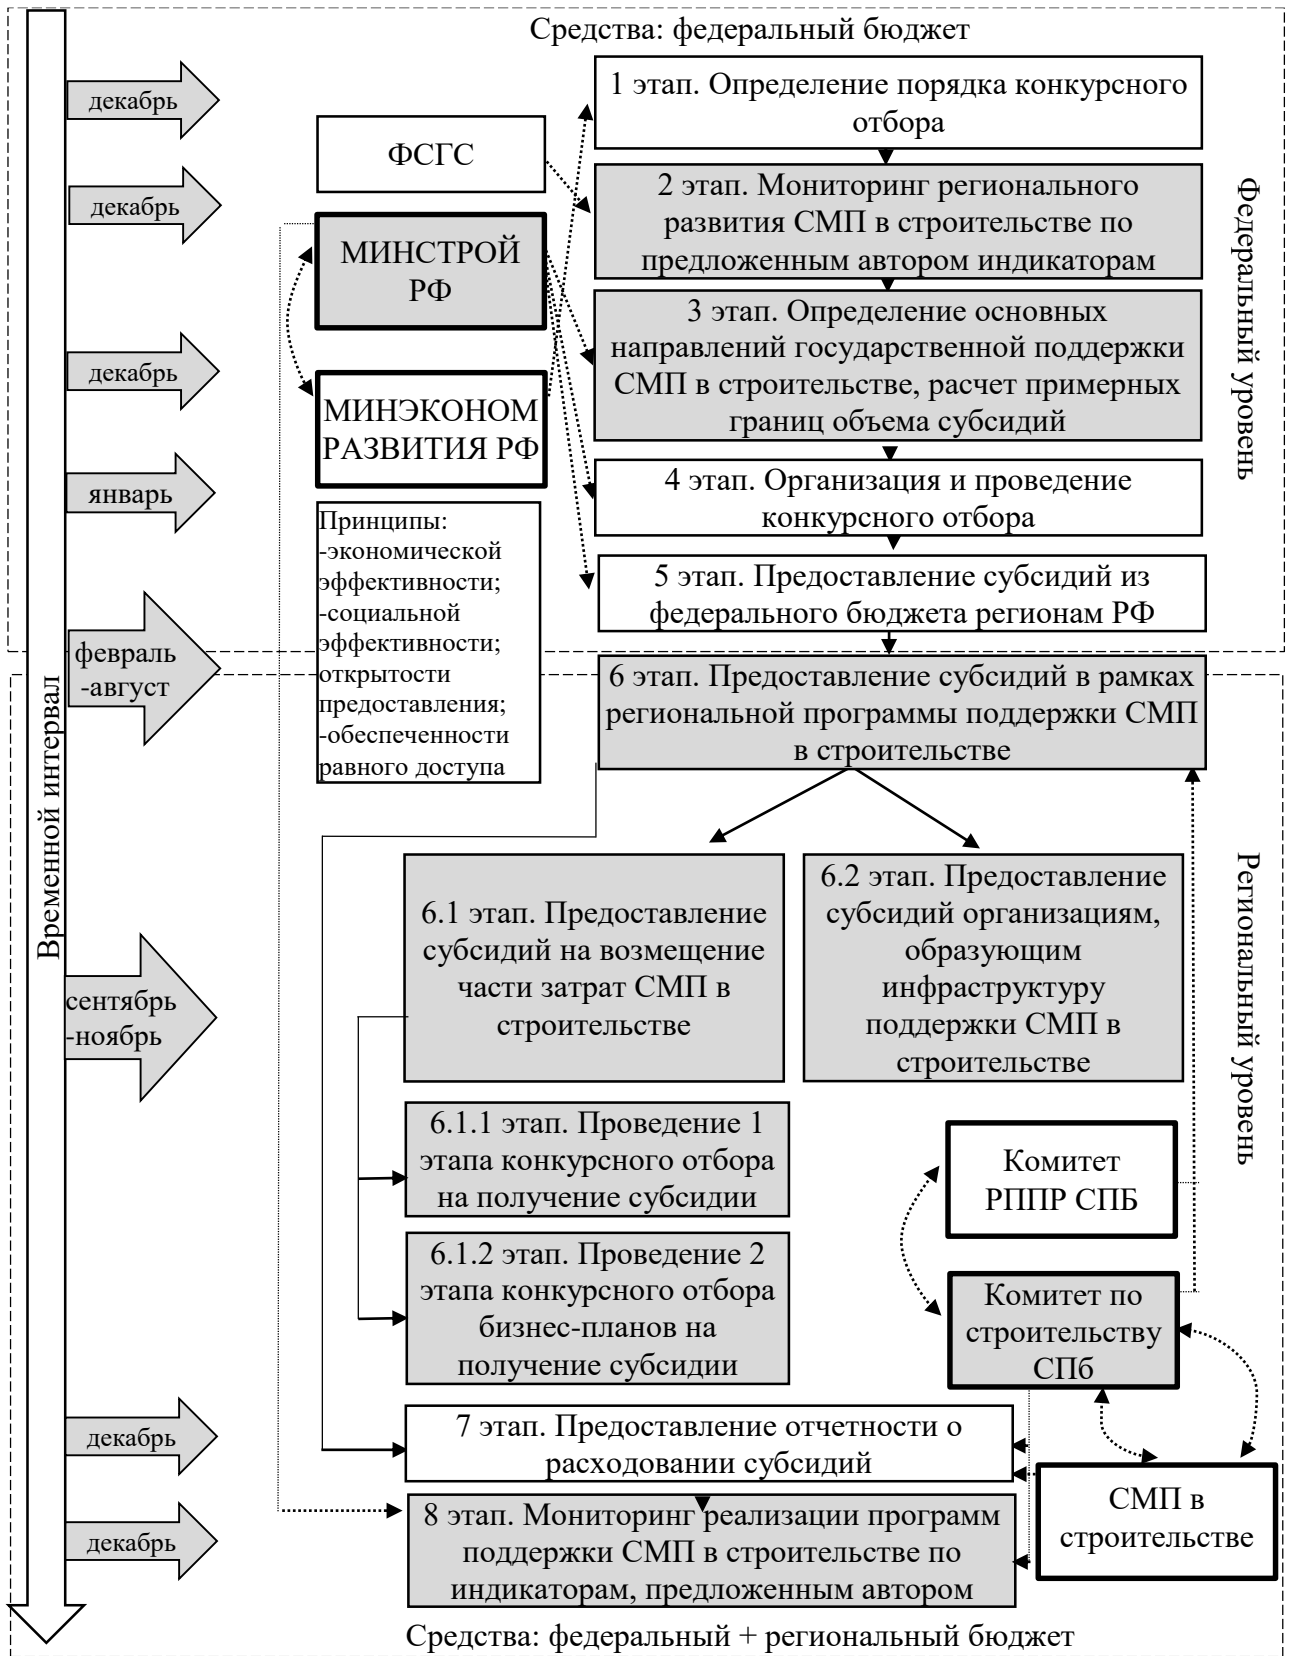 Средства: федеральный бюджет
декабрь
1 этап. Определение порядка конкурсного
отбора
ФСГС
декабрь
2 этап. Мониторинг регионального
развития СМП в строительстве по
предложенным автором индикаторам
Федеральный уровень
МИНСТРОЙ
РФ
декабрь
3 этап. Определение основных
направлений государственной поддержки
СМП в строительстве, расчет примерных
границ объема субсидий
МИНЭКОНОМ
РАЗВИТИЯ РФ
январь
4 этап. Организация и проведение
конкурсного отбора
Принципы:
-экономической
эффективности;
-социальной
эффективности;
открытости
предоставления;
-обеспеченности
равного доступа
5 этап. Предоставление субсидий из
федерального бюджета регионам РФ
февраль
-август
Временной интервал
6 этап. Предоставление субсидий в рамках
региональной программы поддержки СМП
в строительстве
6.1 этап. Предоставление
субсидий на возмещение
части затрат СМП в
строительстве
6.2 этап. Предоставление
субсидий организациям,
образующим
инфраструктуру
поддержки СМП в
строительстве
Региональный уровень
сентябрь
-ноябрь
6.1.1 этап. Проведение 1
этапа конкурсного отбора
на получение субсидии
Комитет
РППР СПБ
6.1.2 этап. Проведение 2
этапа конкурсного отбора
бизнес-планов на
получение субсидии
Комитет по
строительству
СПб
декабрь
7 этап. Предоставление отчетности о
расходовании субсидий
СМП в
строительстве
декабрь
8 этап. Мониторинг реализации программ
поддержки СМП в строительстве по
индикаторам, предложенным автором
Средства: федеральный + региональный бюджет